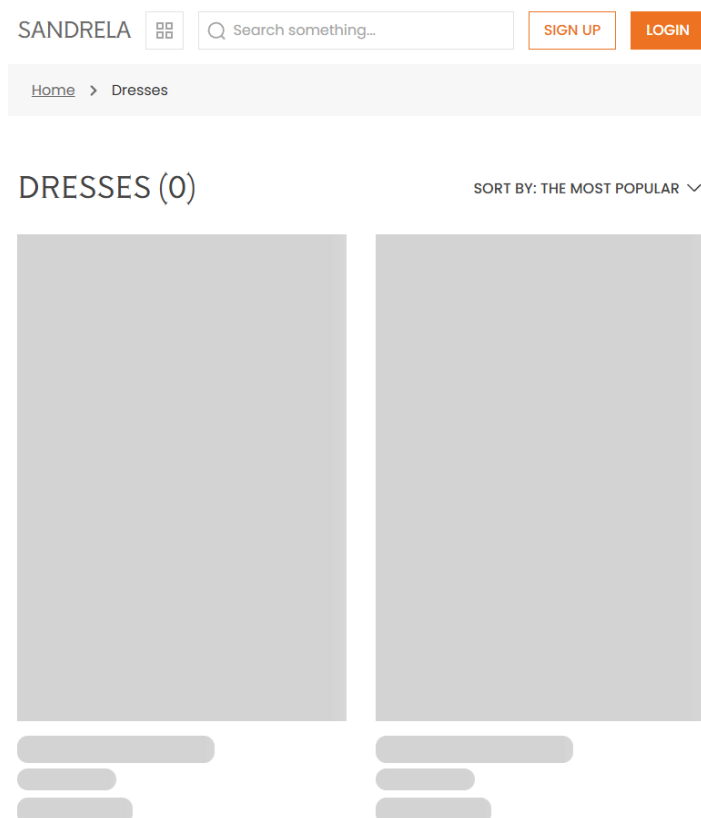 SANDRELA
Search something...
SIGN UP
LOGIN
Home > Dresses
DRESSES (0)
SORT BY: THE MOST POPULAR